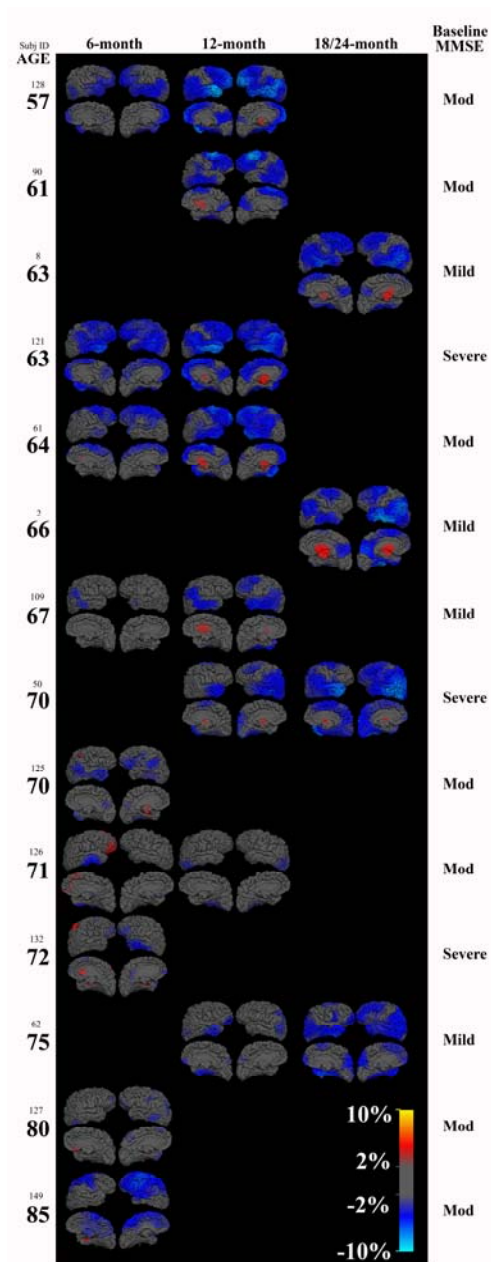 Subj ID 6-month 12-month 18/24-month Baseline
AGE MMSE
128
57 Mod
90
61 Mod
8
63 Mild
121
63 Severe
61
64 Mod
2
66 Mild
109
67 Mild
50
70 Severe
125
70 Mod
126
71 Mod
132
72 Severe
62
75 Mild
127
80 Mod
149
85 Mod
10%
2%
-2%
-10%